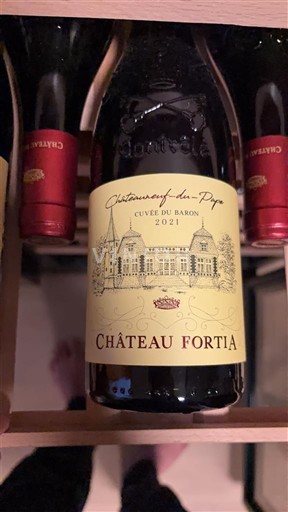 Châteauneuf-du-Pape
CUVÉE DU BARON
2021
CHÂTEAU FORTIA